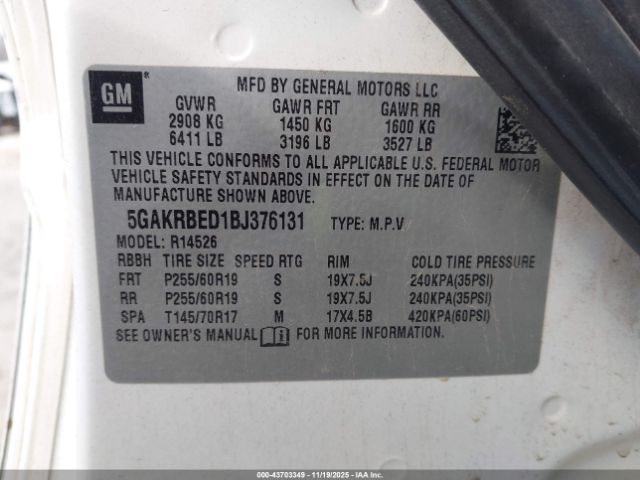 GM
MFD BY GENERAL MOTORS LLC
GVWR GAWR FRT GAWR RR
2908 KG 1450 KG 1600 KG
6411 LB 3196 LB 3527 LB
THIS VEHICLE CONFORMS TO ALL APPLICABLE U.S. FEDERAL MOTOR
VEHICLE SAFETY STANDARDS IN EFFECT ON THE DATE OF
MANUFACTURE SHOWN ABOVE.
5GAKRBED1BJ376131 TYPE: M.P.V
MODEL: R14526
RBBH TIRE SIZE SPEED RTG RIM COLD TIRE PRESSURE
FRT P255/60R19 S 19X7.5J 240KPA(35PSI)
RR P255/60R19 S 19X7.5J 240KPA(35PSI)
SPA T145/70R17 M 17X4.5B 420KPA(60PSI)
SEE OWNER'S MANUAL FOR MORE INFORMATION.
000-43703349 - 11/19/2025 - IAAI.COM